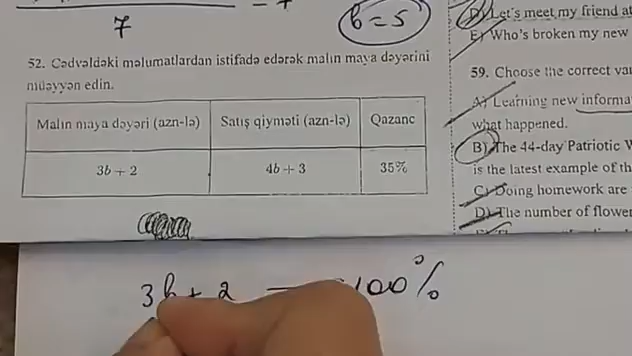 7
b = 5
52. Cədvəldəki məlumatlardan istifadə edərək malın maya dəyərini
müəyyən edin.
Malın maya dəyəri (azn-lə) Satış qiyməti (azn-lə) Qazanc
3b + 2 4b + 3 35%
3b + 2 — 100%
D) Let's meet my friend at
E) Who's broken my new
59. Choose the correct
A) Learning new informa
what happened.
B) The 44-day Patriotic
is the latest example of
C) Doing homework are
D) The number of flower